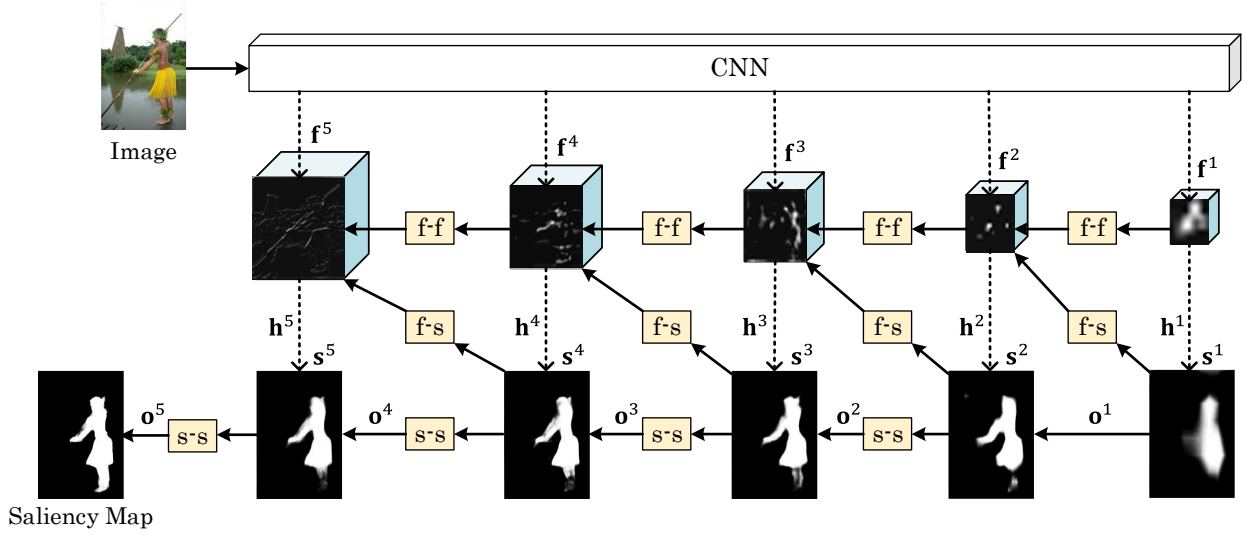 CNN
Image
f⁵
f⁴
f³
f²
f¹
f-f
f-f
f-f
f-f
h⁵
f-s
h⁴
f-s
h³
f-s
h²
f-s
h¹
s⁵
s⁴
s³
s²
s¹
o⁵
s-s
o⁴
s-s
o³
s-s
o²
s-s
o¹
Saliency Map